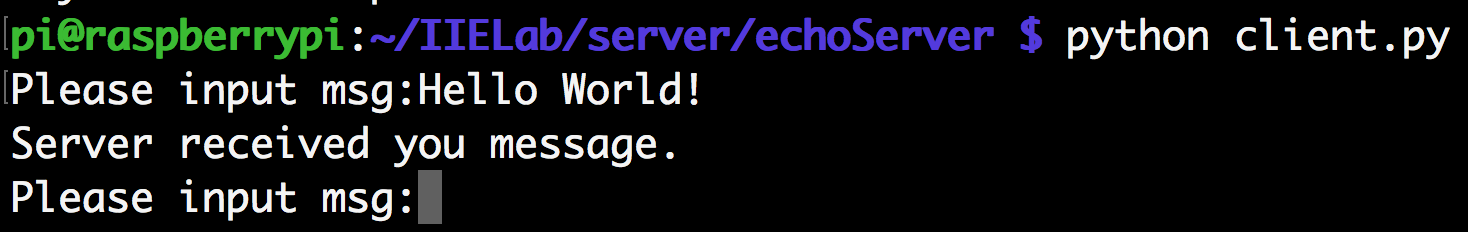 pi@raspberrypi:~/IIELab/server/echoServer $ python client.py
Please input msg:Hello World!
Server received you message.
Please input msg: